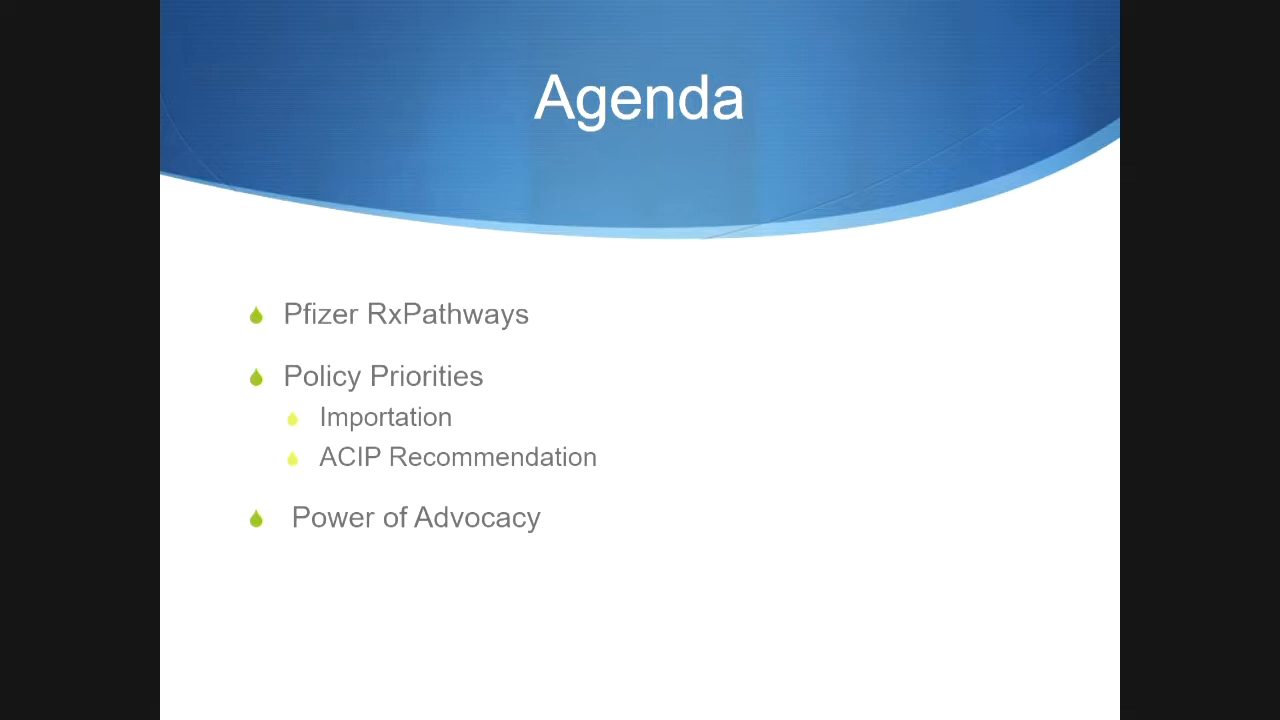 Agenda
Pfizer RxPathways
Policy Priorities
Importation
ACIP Recommendation
Power of Advocacy